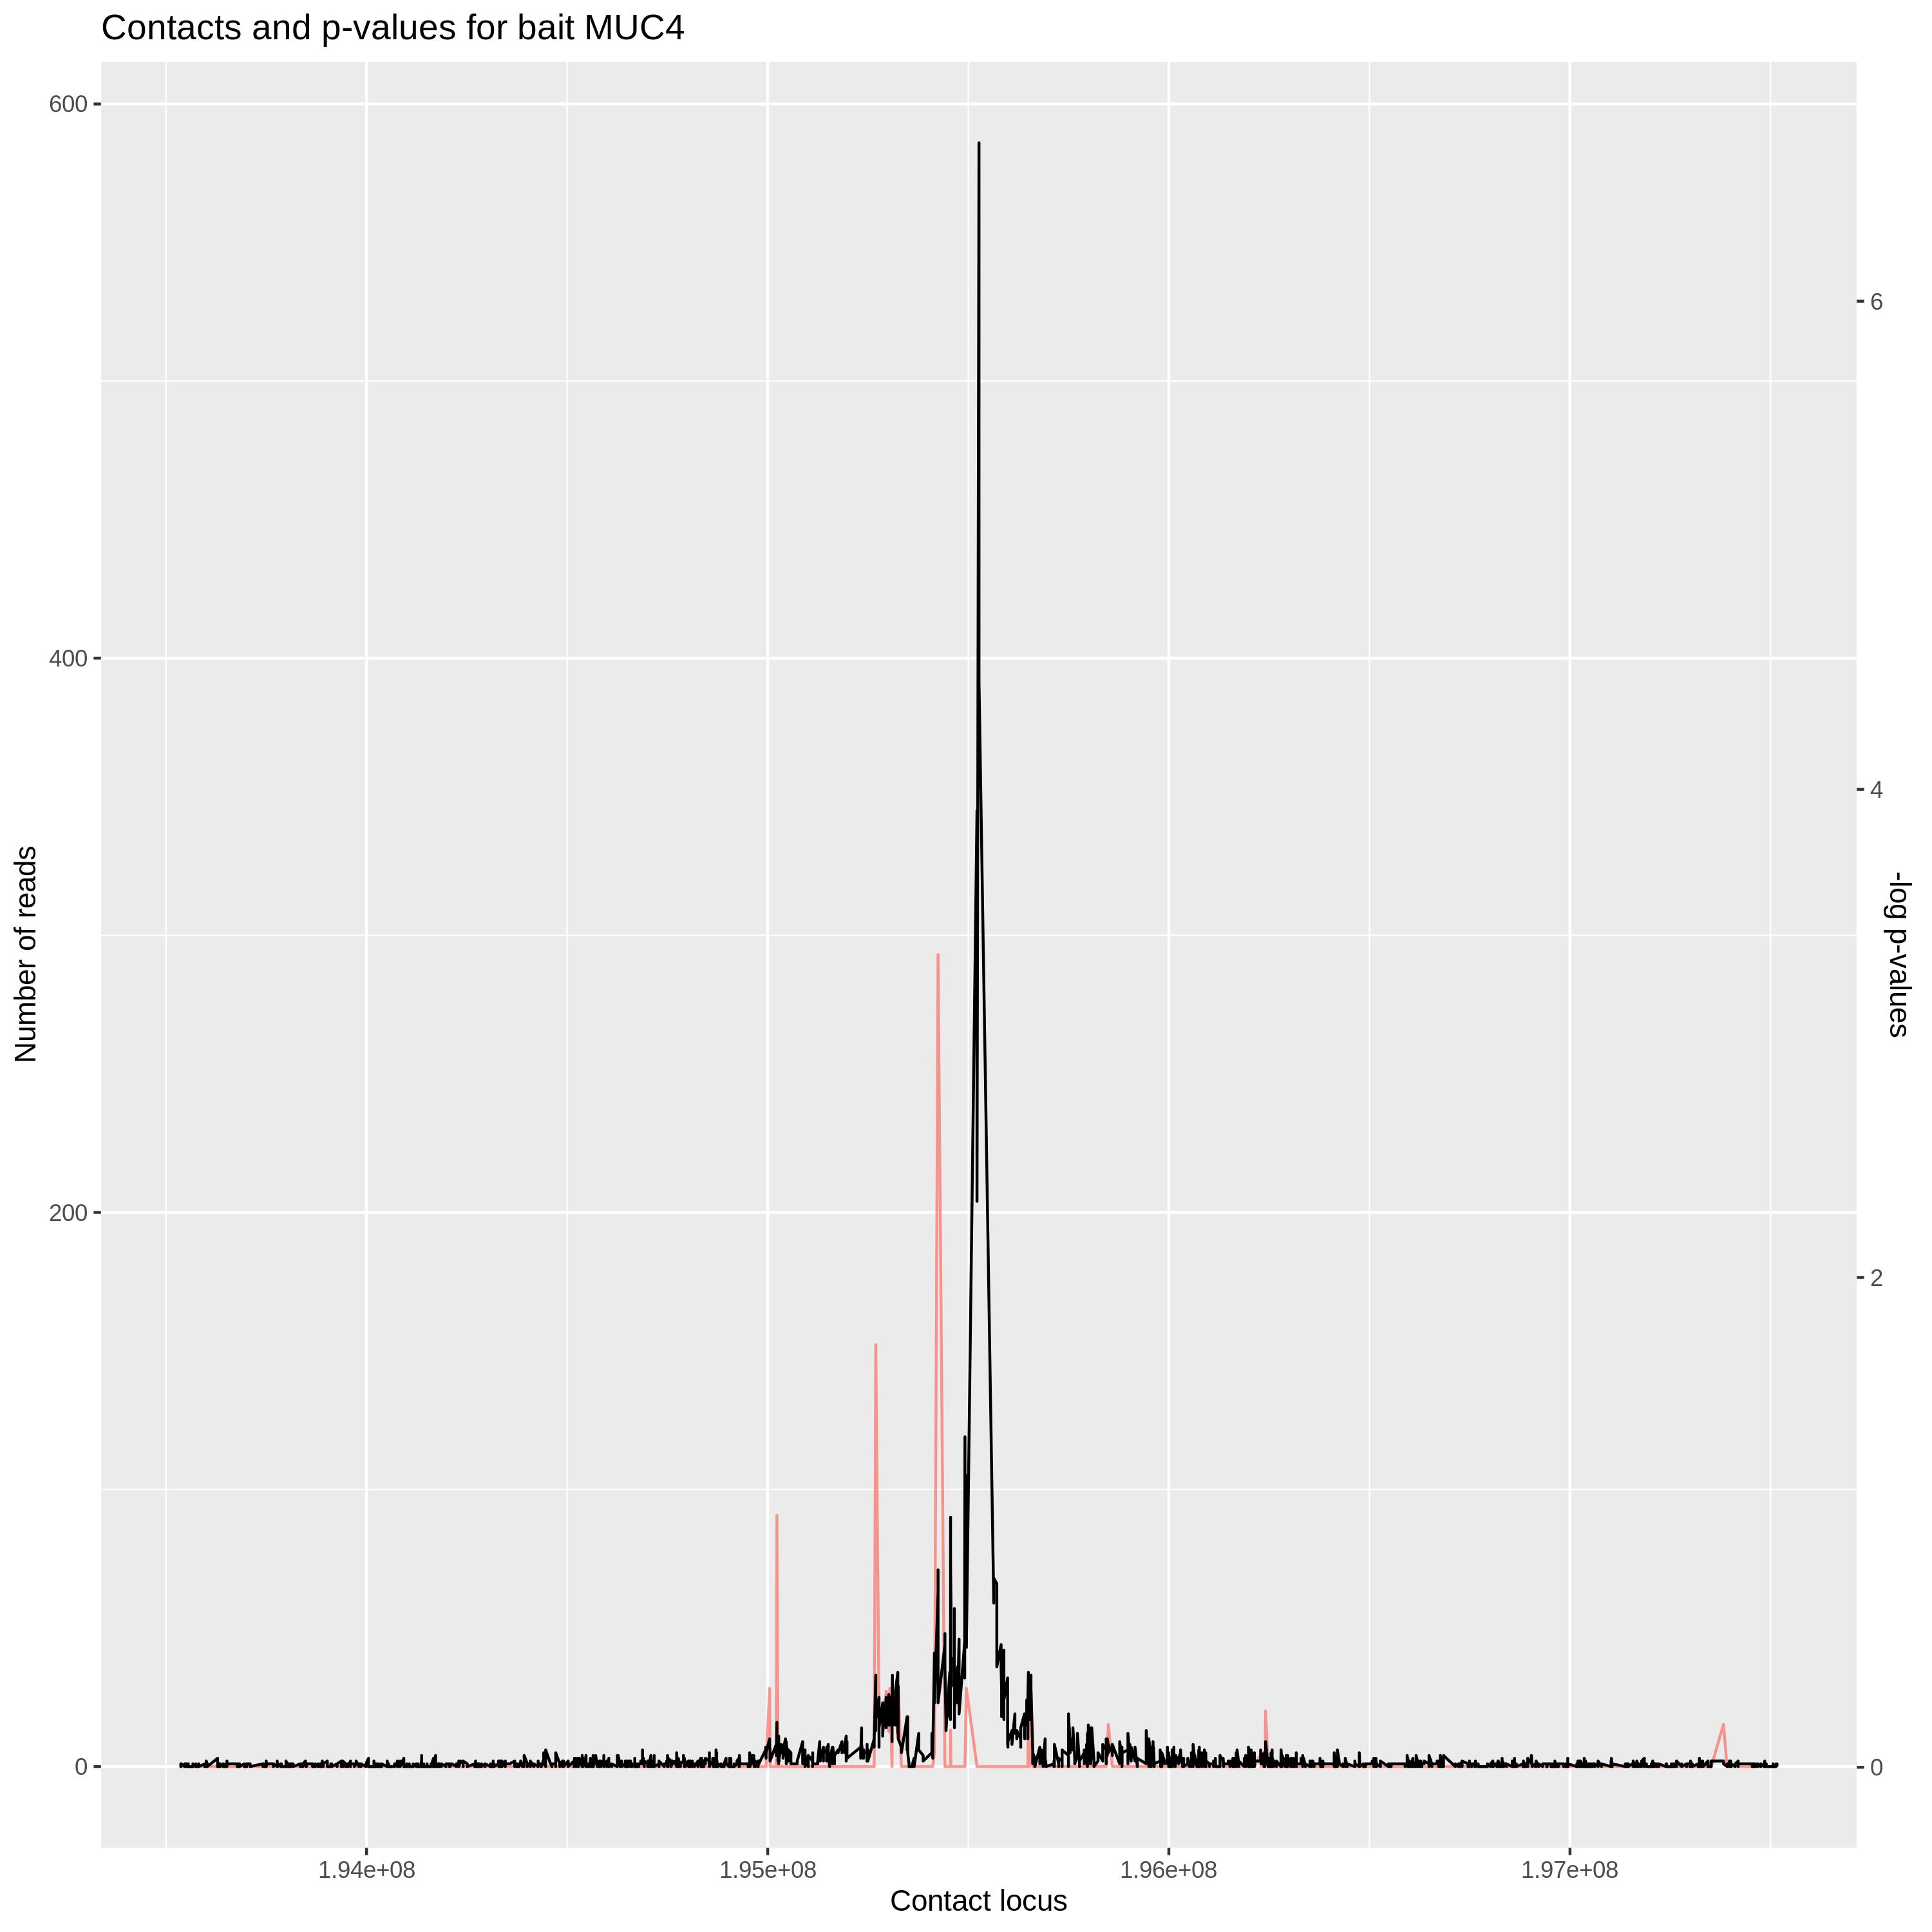 Contacts and p-values for bait MUC4
600
400
200
0
Number of reads
6
4
2
0
-log p-values
1.94e+08
1.95e+08
1.96e+08
1.97e+08
Contact locus